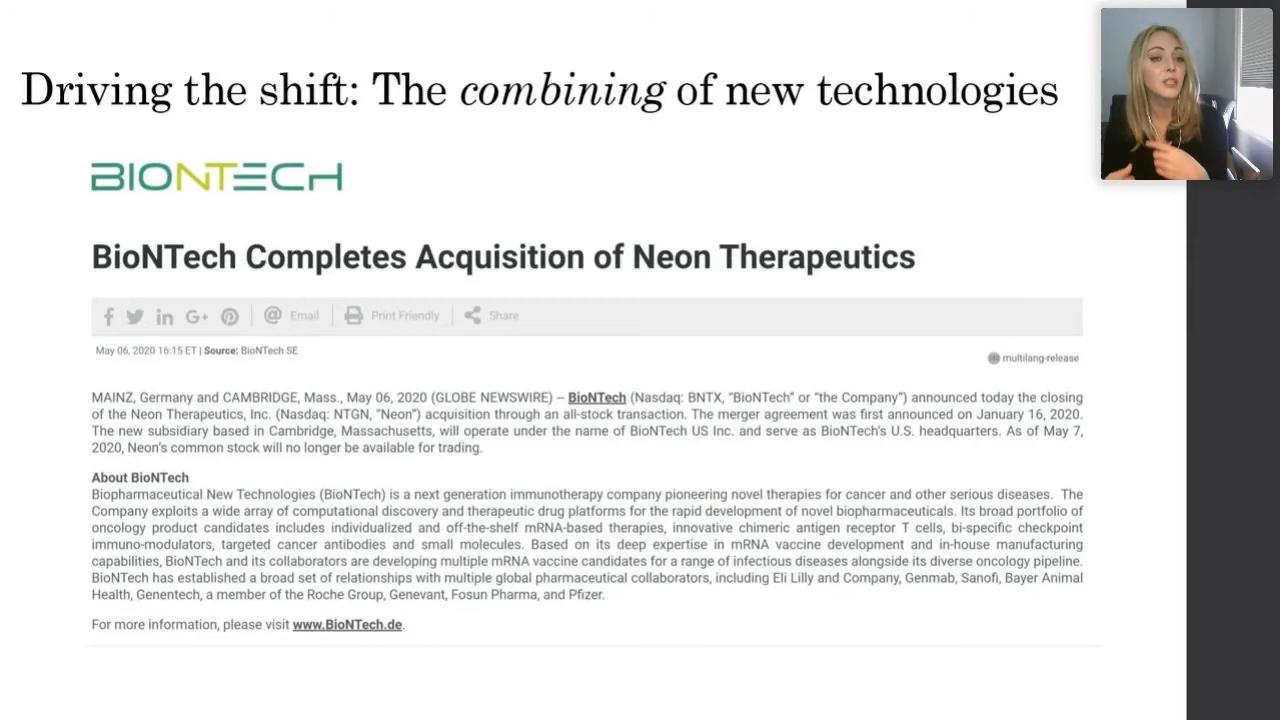 Driving the shift: The combining of new technologies
BIONTECH
BioNTech Completes Acquisition of Neon Therapeutics
Email Print Friendly Share
May 06, 2020 16:15 ET | Source: BioNTech SE
multilang-release
MAINZ, Germany and CAMBRIDGE, Mass., May 06, 2020 (GLOBE NEWSWIRE) – BioNTech (Nasdaq: BNTX, “BioNTech” or “the Company”) announced today the closing
of the Neon Therapeutics, Inc. (Nasdaq: NTGN, “Neon”) acquisition through an all-stock transaction. The merger agreement was first announced on January 16, 2020.
The new subsidiary based in Cambridge, Massachusetts, will operate under the name of BioNTech US Inc. and serve as BioNTech’s U.S. headquarters. As of May 7,
2020, Neon’s common stock will no longer be available for trading.
About BioNTech
Biopharmaceutical New Technologies (BioNTech) is a next generation immunotherapy company pioneering novel therapies for cancer and other serious diseases. The
Company exploits a wide array of computational discovery and therapeutic drug platforms for the rapid development of novel biopharmaceuticals. Its broad portfolio of
oncology product candidates includes individualized and off-the-shelf mRNA-based therapies, innovative chimeric antigen receptor T cells, bi-specific checkpoint
immuno-modulators, targeted cancer antibodies and small molecules. Based on its deep expertise in mRNA vaccine development and in-house manufacturing
capabilities, BioNTech and its collaborators are developing multiple mRNA vaccine candidates for a range of infectious diseases alongside its diverse oncology pipeline.
BioNTech has established a broad set of relationships with multiple global pharmaceutical collaborators, including Eli Lilly and Company, Genmab, Sanofi, Bayer Animal
Health, Genentech, a member of the Roche Group, Genevant, Fosun Pharma, and Pfizer.
For more information, please visit www.BioNTech.de.